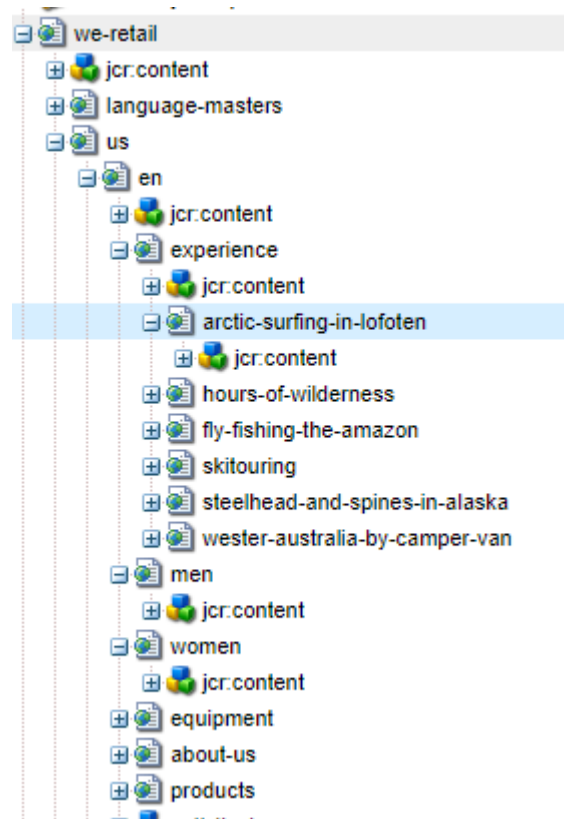 we-retail
jcr:content
language-masters
us
en
jcr:content
experience
jcr:content
arctic-surfing-in-lofoten
jcr:content
hours-of-wilderness
fly-fishing-the-amazon
skitouring
steelhead-and-spines-in-alaska
wester-australia-by-camper-van
men
jcr:content
women
jcr:content
equipment
about-us
products